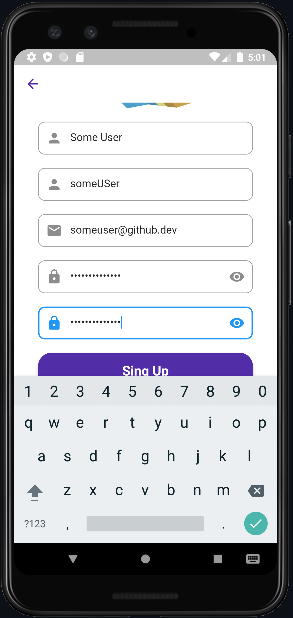 5:01
Some User
someUSer
someuser@github.dev
••••••••••••••
••••••••••••••
Sing Up
1 2 3 4 5 6 7 8 9 0
q w e r t y u i o p
a s d f g h j k l
z x c v b n m
?123 , .